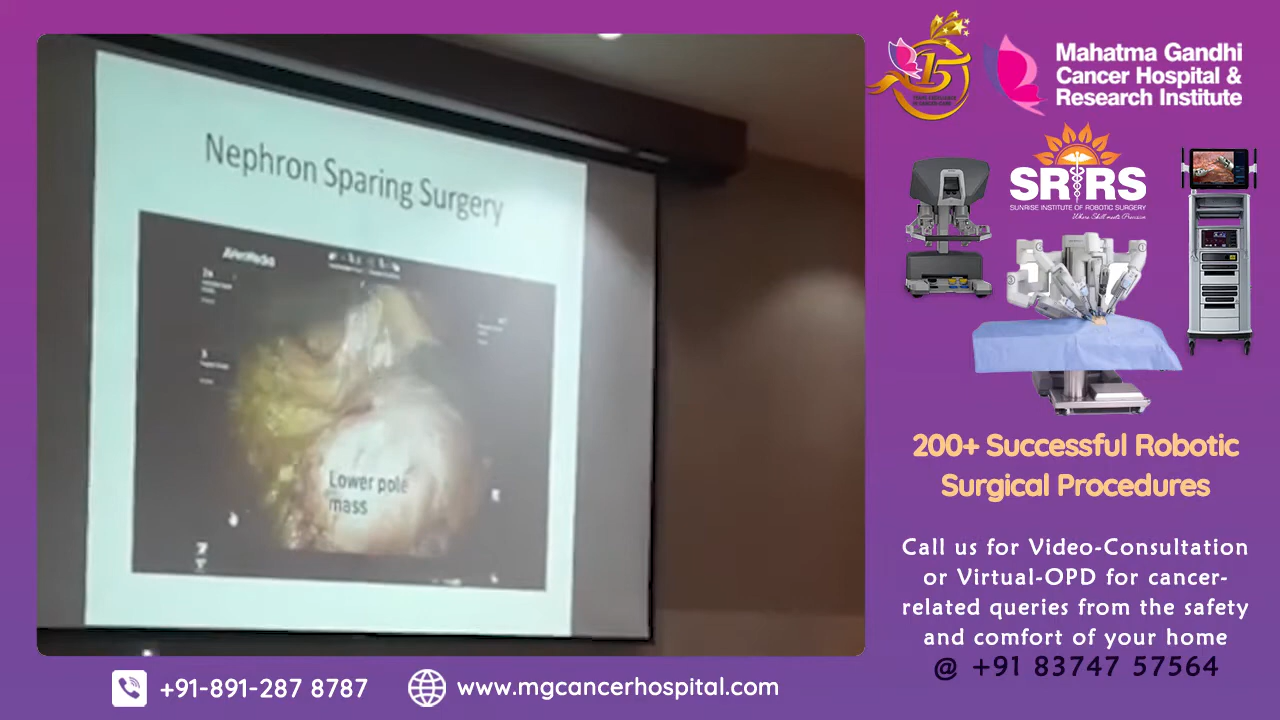 Nephron Sparing Surgery
Lower pole
mass
15
Mahatma Gandhi
Cancer Hospital &
Research Institute
SRIRS
SUNRISE INSTITUTE OF ROBOTIC SURGERY
Where Skill meets Precision
200+ Successful Robotic
Surgical Procedures
Call us for Video-Consultation
or Virtual-OPD for cancer-
related queries from the safety
and comfort of your home
@ +91 83747 57564
+91-891-287 8787
www.mgcancerhospital.com